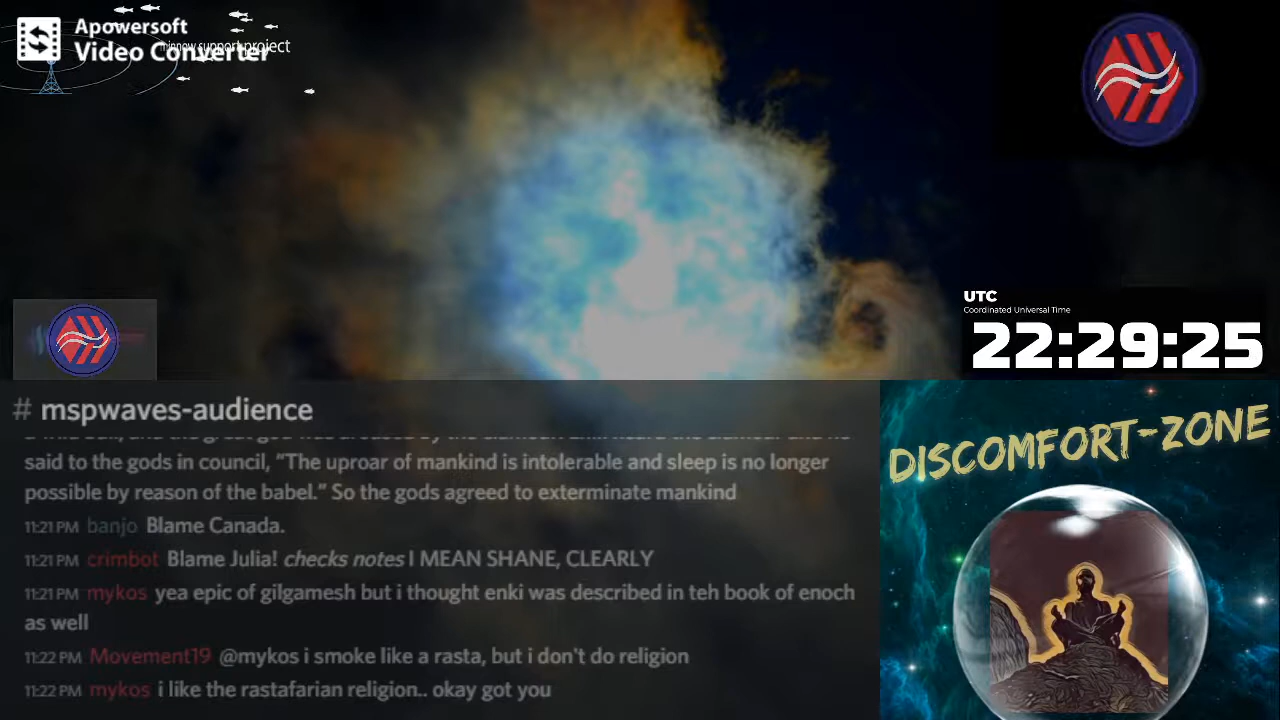 Apowersoft
Video Converter
minnow support project
UTC
Coordinated Universal Time
22:29:25
# mspwaves-audience
said to the gods in council, “The uproar of mankind is intolerable and sleep is no longer
possible by reason of the babel.” So the gods agreed to exterminate mankind
11:21 PM banjo Blame Canada.
11:21 PM crimbot Blame Julia! checks notes I MEAN SHANE, CLEARLY
11:21 PM mykos yea epic of gilgamesh but i thought enki was described in teh book of enoch
as well
11:22 PM Movement19 @mykos i smoke like a rasta, but i don't do religion
11:22 PM mykos i like the rastafarian religion.. okay got you
DISCOMFORT-ZONE